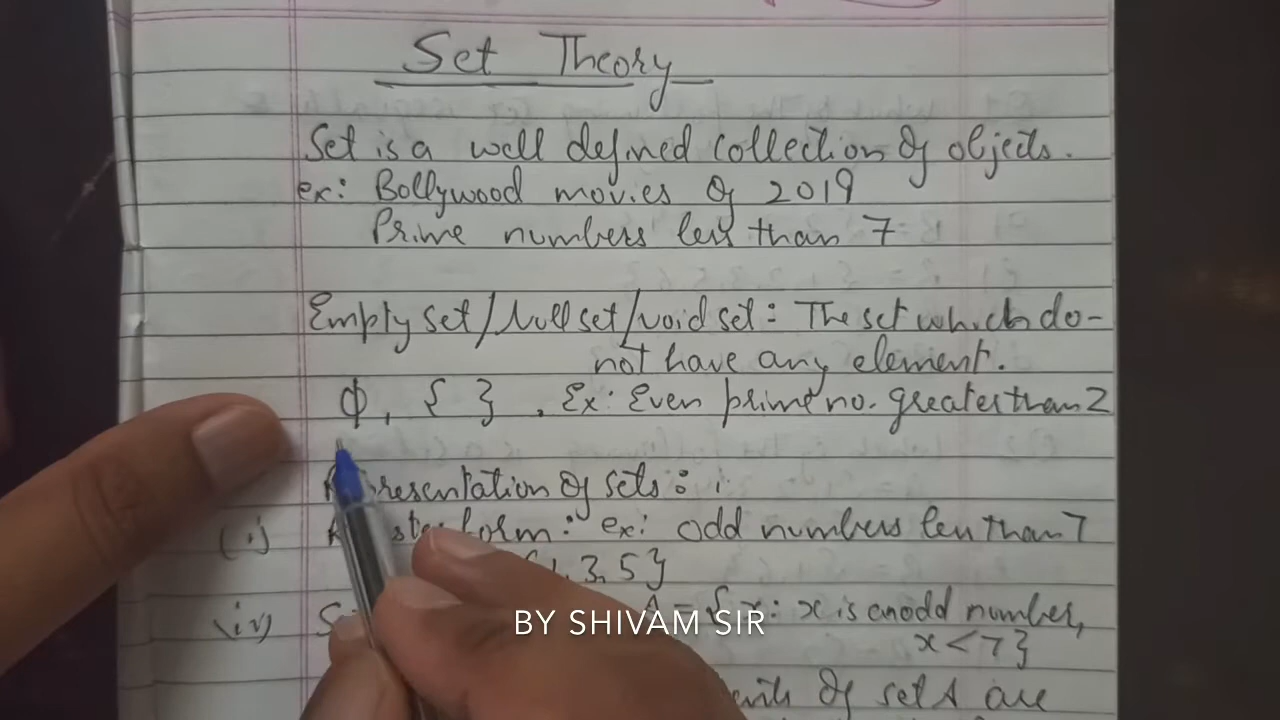 Set Theory
Set is a well defined collection of objects.
ex: Bollywood movies of 2019
Prime numbers less than 7
Empty set/Null set/void set: The set which do-
not have any element.
Φ, { } . Ex: Even prime no. greater than 2
resentation of sets:
(i) form: ex: odd numbers less than 7
1, 3, 5}
(iv) A = {x: x is an odd number,
x < 7}
BY SHIVAM SIR
of set A are